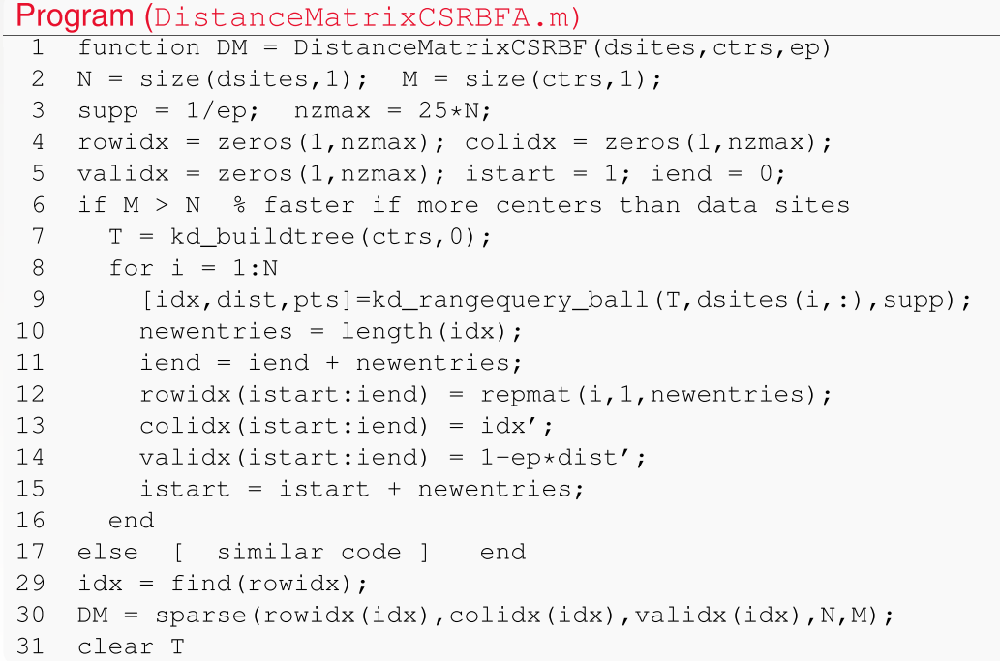 Program (DistanceMatrixCSRBFA.m)
1 function DM = DistanceMatrixCSRBF(dsites,ctrs,ep)
2 N = size(dsites,1); M = size(ctrs,1);
3 supp = 1/ep; nzmax = 25*N;
4 rowidx = zeros(1,nzmax); colidx = zeros(1,nzmax);
5 validx = zeros(1,nzmax); istart = 1; iend = 0;
6 if M > N % faster if more centers than data sites
7 T = kd_buildtree(ctrs,0);
8 for i = 1:N
9 [idx,dist,pts]=kd_rangequery_ball(T,dsites(i,:),supp);
10 newentries = length(idx);
11 iend = iend + newentries;
12 rowidx(istart:iend) = repmat(i,1,newentries);
13 colidx(istart:iend) = idx’;
14 validx(istart:iend) = 1-ep*dist’;
15 istart = istart + newentries;
16 end
17 else [ similar code ] end
29 idx = find(rowidx);
30 DM = sparse(rowidx(idx),colidx(idx),validx(idx),N,M);
31 clear T